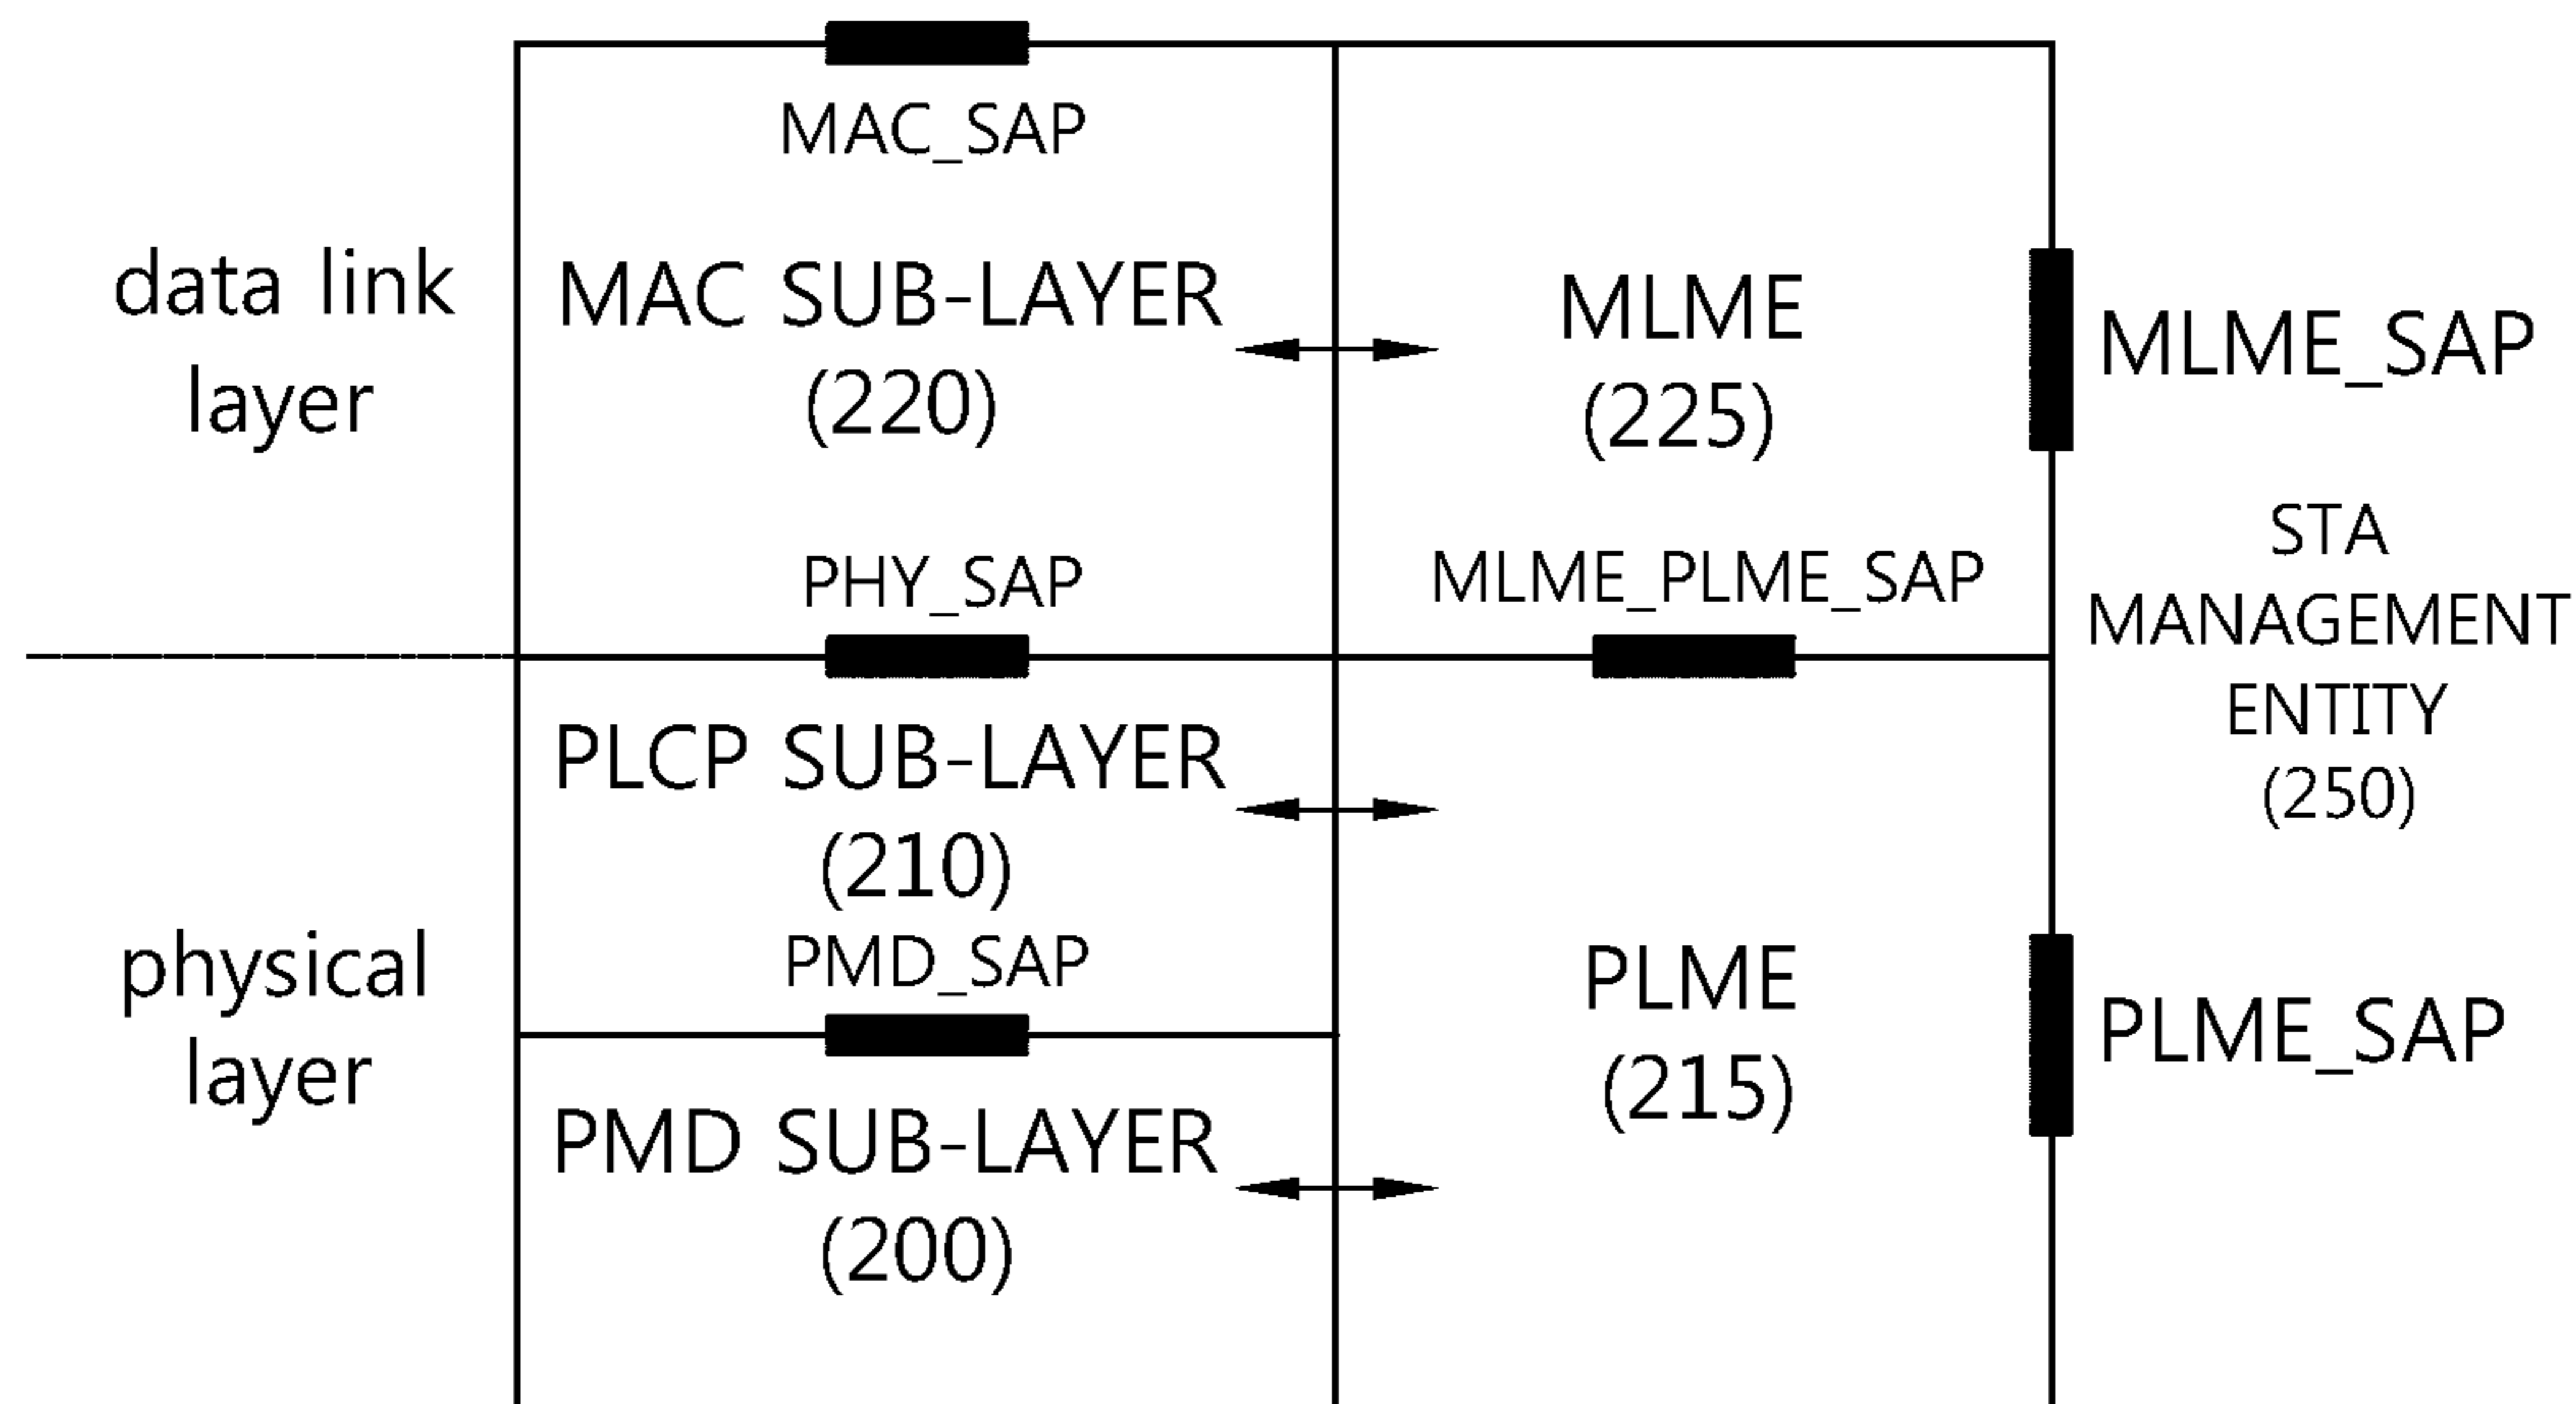 MAC_SAP
data link
layer
MAC SUB-LAYER
(220)
MLME
(225)
MLME_SAP
PHY_SAP
MLME_PLME_SAP
STA
MANAGEMENT
ENTITY
(250)
PLCP SUB-LAYER
(210)
PMD_SAP
physical
layer
PLME
(215)
PLME_SAP
PMD SUB-LAYER
(200)